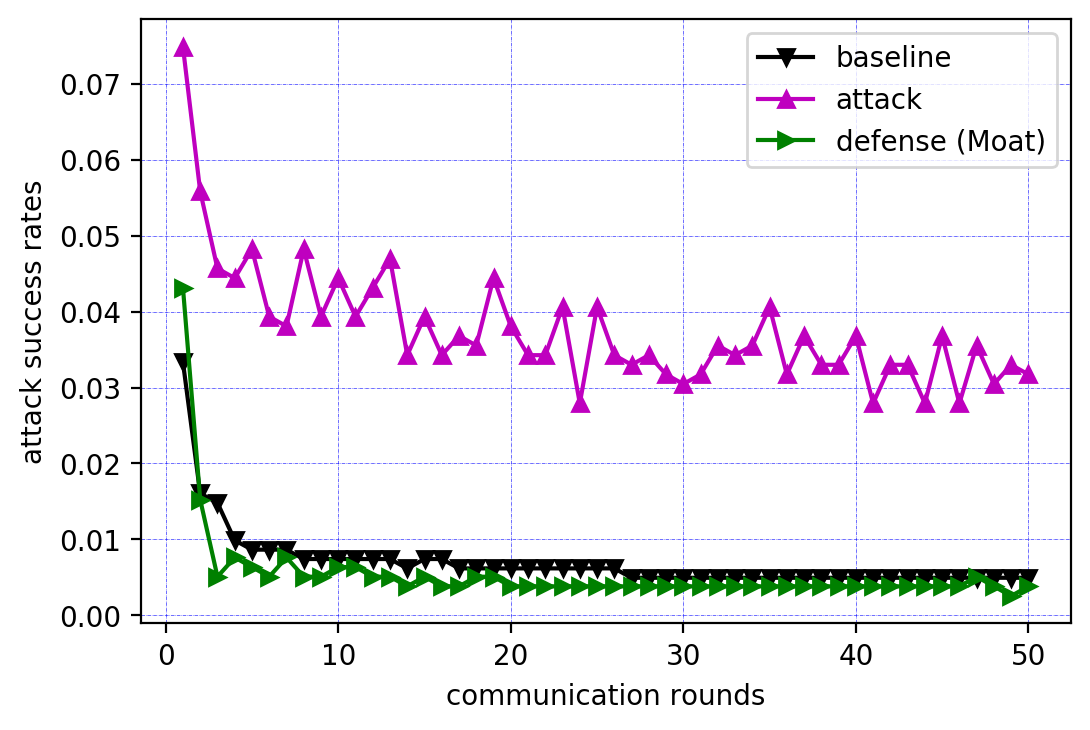 baseline
attack
defense (Moat)
0.07
0.06
0.05
0.04
0.03
0.02
0.01
0.00
attack success rates
0 10 20 30 40 50
communication rounds